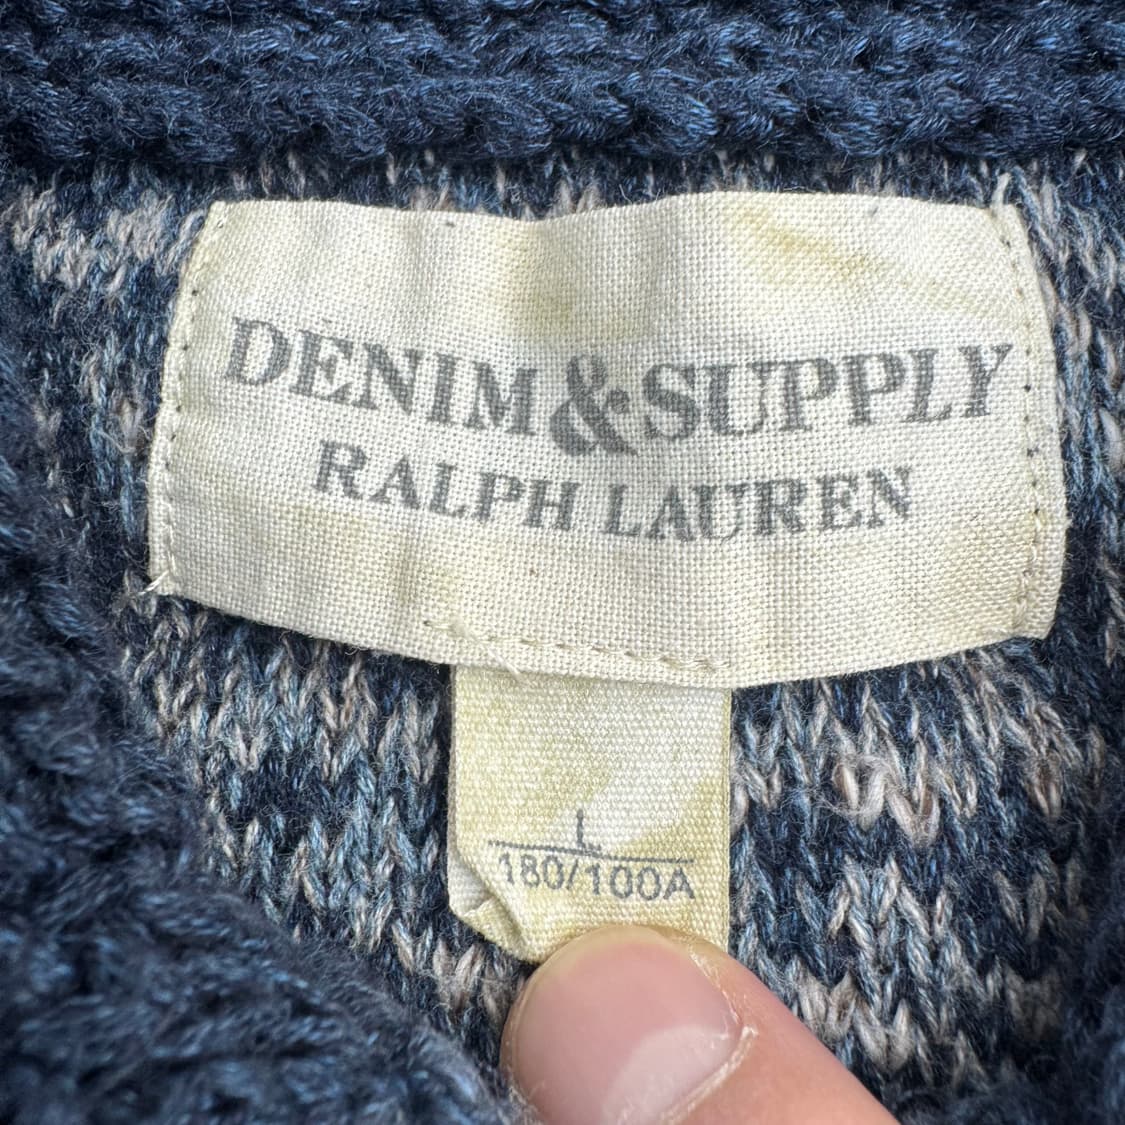 DENIM & SUPPLY
RALPH LAUREN
L
180/100A